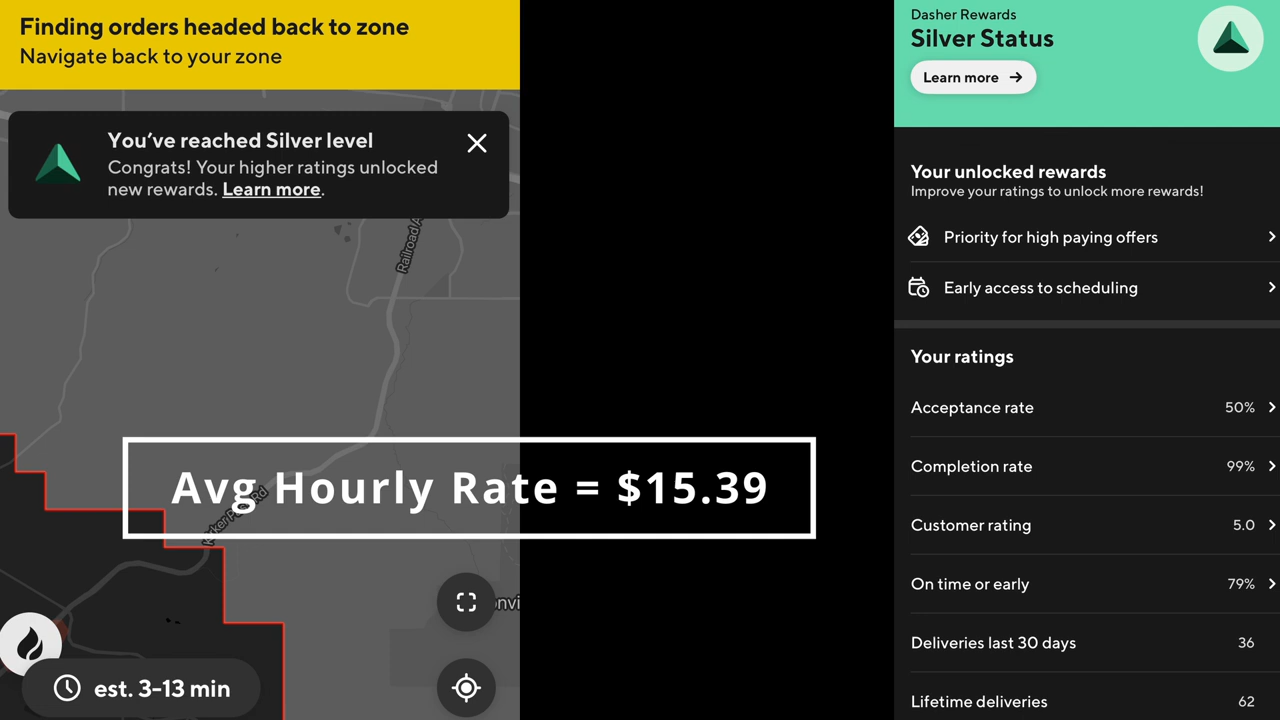 Finding orders headed back to zone
Navigate back to your zone
You've reached Silver level
Congrats! Your higher ratings unlocked
new rewards. Learn more.
Railroad
Avg Hourly Rate = $15.39
est. 3-13 min
Dasher Rewards
Silver Status
Learn more →
Your unlocked rewards
Improve your ratings to unlock more rewards!
Priority for high paying offers
Early access to scheduling
Your ratings
Acceptance rate 50%
Completion rate 99%
Customer rating 5.0
On time or early 79%
Deliveries last 30 days 36
Lifetime deliveries 62